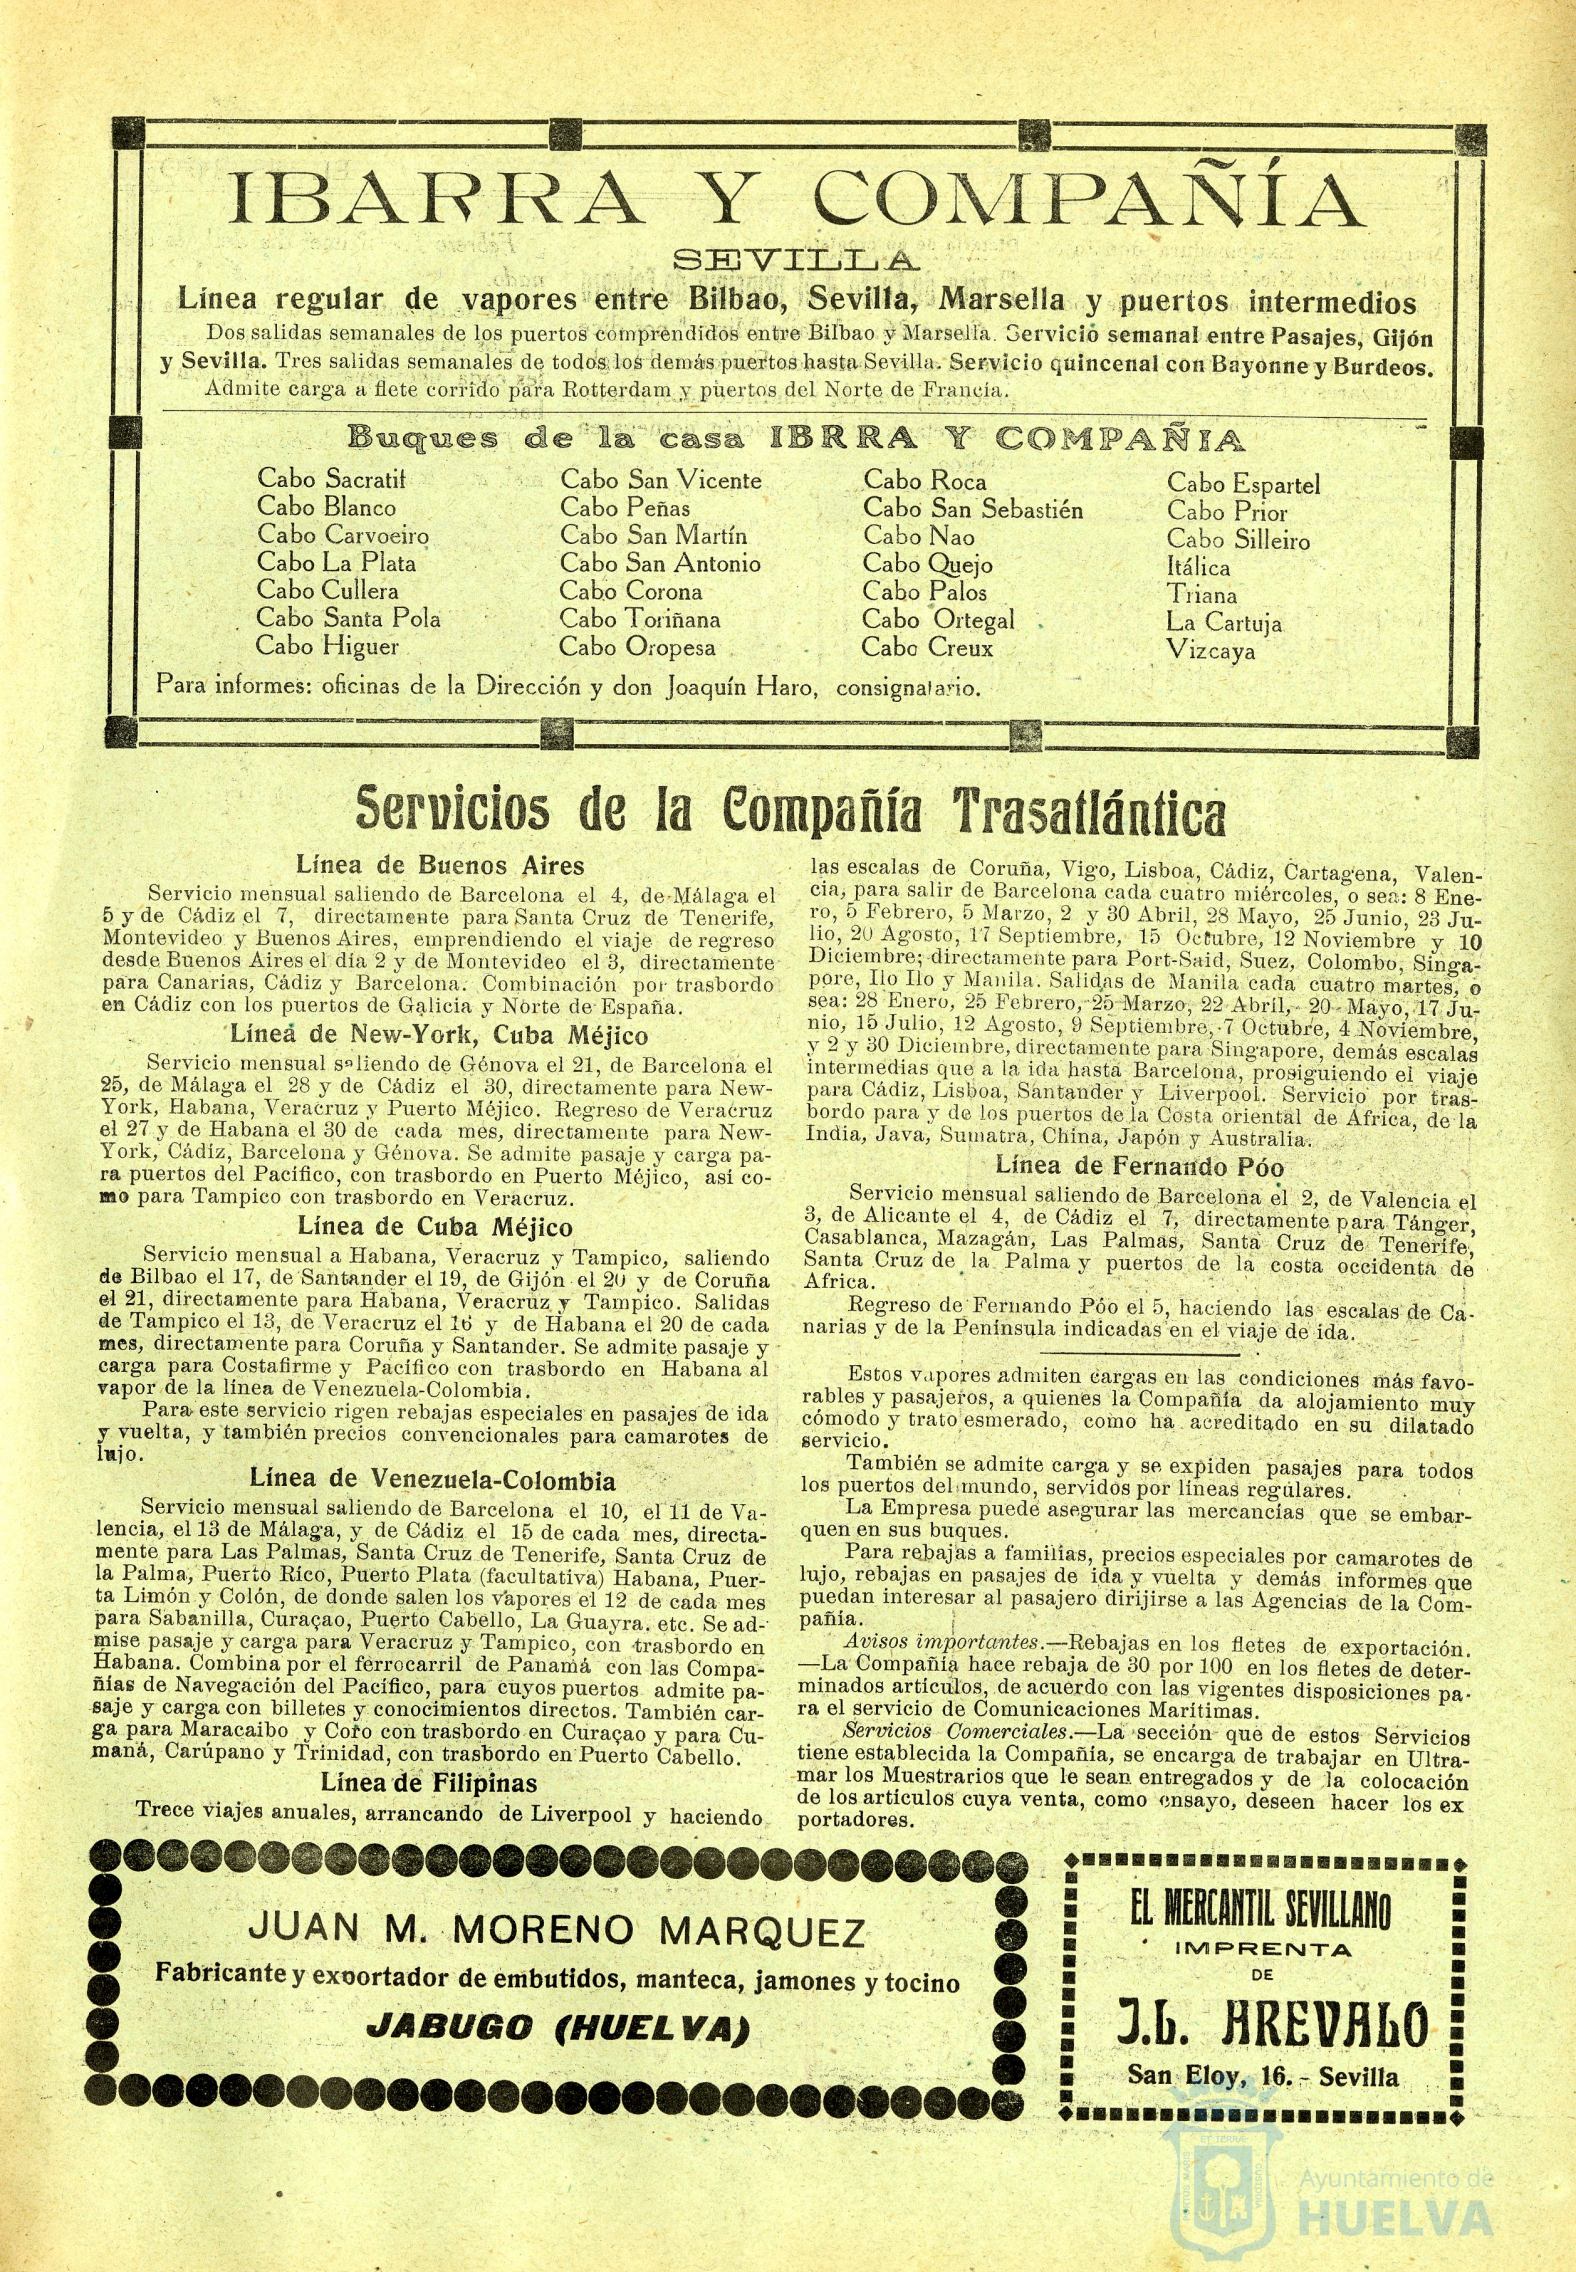 IBARRA Y COMPAÑÍA
SEVILLA
Línea regular de vapores entre Bilbao, Sevilla, Marsella y puertos intermedios
Dos salidas semanales de los puertos comprendidos entre Bilbao y Marsella. Servicio semanal entre Pasajes, Gijón
y Sevilla. Tres salidas semanales de todos los demás puertos hasta Sevilla. Servicio quincenal con Bayonne y Burdeos.
Admite carga a flete corrido para Rotterdam y puertos del Norte de Francia.
Buques de la casa IBRRA Y COMPAÑIA
Cabo Sacratif
Cabo Blanco
Cabo Carvoeiro
Cabo La Plata
Cabo Cullera
Cabo Santa Pola
Cabo Higuer
Cabo San Vicente
Cabo Peñas
Cabo San Martín
Cabo San Antonio
Cabo Corona
Cabo Toriñana
Cabo Oropesa
Cabo Roca
Cabo San Sebastién
Cabo Nao
Cabo Quejo
Cabo Palos
Cabo Ortegal
Cabo Creux
Cabo Espartel
Cabo Prior
Cabo Silleiro
Itálica
Triana
La Cartuja
Vizcaya
Para informes: oficinas de la Dirección y don Joaquín Haro, consignatario.
Servicios de la Compañía Trasatlántica
Línea de Buenos Aires
Servicio mensual saliendo de Barcelona el 4, de Málaga el
5 y de Cádiz el 7, directamente para Santa Cruz de Tenerife,
Montevideo y Buenos Aires, emprendiendo el viaje de regreso
desde Buenos Aires el día 2 y de Montevideo el 3, directamente
para Canarias, Cádiz y Barcelona. Combinación por trasbordo
en Cádiz con los puertos de Galicia y Norte de España.
Línea de New-York, Cuba Méjico
Servicio mensual saliendo de Génova el 21, de Barcelona el
25, de Málaga el 28 y de Cádiz el 30, directamente para New-
York, Habana, Veracruz y Puerto Méjico. Regreso de Veracruz
el 27 y de Habana el 30 de cada mes, directamente para New-
York, Cádiz, Barcelona y Génova. Se admite pasaje y carga pa-
ra puertos del Pacífico, con trasbordo en Puerto Méjico, así co-
mo para Tampico con trasbordo en Veracruz.
Línea de Cuba Méjico
Servicio mensual a Habana, Veracruz y Tampico, saliendo
de Bilbao el 17, de Santander el 19, de Gijón el 20 y de Coruña
el 21, directamente para Habana, Veracruz y Tampico. Salidas
de Tampico el 13, de Veracruz el 16 y de Habana el 20 de cada
mes, directamente para Coruña y Santander. Se admite pasaje y
carga para Costafirme y Pacífico con trasbordo en Habana al
vapor de la línea de Venezuela-Colombia.
Para este servicio rigen rebajas especiales en pasajes de ida
y vuelta, y también precios convencionales para camarotes de
lujo.
Línea de Venezuela-Colombia
Servicio mensual saliendo de Barcelona el 10, el 11 de Va-
lencia, el 13 de Málaga, y de Cádiz el 15 de cada mes, directa-
mente para Las Palmas, Santa Cruz de Tenerife, Santa Cruz de
la Palma, Puerto Rico, Puerto Plata (facultativa) Habana, Puer-
ta Limón y Colón, de donde salen los vapores el 12 de cada mes
para Sabanilla, Curaçao, Puerto Cabello, La Guayra. etc. Se ad-
mise pasaje y carga para Veracruz y Tampico, con trasbordo en
Habana. Combina por el ferrocarril de Panamá con las Compa-
ñías de Navegación del Pacífico, para cuyos puertos admite pa-
saje y carga con billetes y conocimientos directos. También car-
ga para Maracaibo y Coro con trasbordo en Curaçao y para Cu-
maná, Carúpano y Trinidad, con trasbordo en Puerto Cabello.
Línea de Filipinas
Trece viajes anuales, arrancando de Liverpool y haciendo
las escalas de Coruña, Vigo, Lisboa, Cádiz, Cartagena, Valen-
cia, para salir de Barcelona cada cuatro miércoles, o sea: 8 Ene-
ro, 5 Febrero, 5 Marzo, 2 y 30 Abril, 28 Mayo, 25 Junio, 23 Ju-
lio, 20 Agosto, 17 Septiembre, 15 Octubre, 12 Noviembre y 10
Diciembre; directamente para Port-Said, Suez, Colombo, Singa-
pore, Ilo Ilo y Manila. Salidas de Manila cada cuatro martes, o
sea: 28 Enero, 25 Febrero, 25 Marzo, 22 Abril, 20 Mayo, 17 Ju-
nio, 15 Julio, 12 Agosto, 9 Septiembre, 7 Octubre, 4 Noviembre,
y 2 y 30 Diciembre, directamente para Singapore, demás escalas
intermedias que a la ida hasta Barcelona, prosiguiendo el viaje
para Cádiz, Lisboa, Santander y Liverpool. Servicio por tras-
bordo para y de los puertos de la Costa oriental de Africa, de la
India, Java, Sumatra, China, Japón y Australia.
Línea de Fernando Póo
Servicio mensual saliendo de Barcelona el 2, de Valencia el
3, de Alicante el 4, de Cádiz el 7, directamente para Tánger,
Casablanca, Mazagán, Las Palmas, Santa Cruz de Tenerife,
Santa Cruz de la Palma y puertos de la costa occidenta de
Africa.
Regreso de Fernando Póo el 5, haciendo las escalas de Ca-
narias y de la Península indicadas en el viaje de ida.
Estos vapores admiten cargas en las condiciones más favo-
rables y pasajeros, a quienes la Compañía da alojamiento muy
cómodo y trato esmerado, como ha acreditado en su dilatado
servicio.
También se admite carga y se expiden pasajes para todos
los puertos del mundo, servidos por líneas regulares.
La Empresa puede asegurar las mercancías que se embar-
quen en sus buques.
Para rebajas a familias, precios especiales por camarotes de
lujo, rebajas en pasajes de ida y vuelta y demás informes que
puedan interesar al pasajero dirijirse a las Agencias de la Com-
pañía.
Avisos importantes.—Rebajas en los fletes de exportación.
—La Compañía hace rebaja de 30 por 100 en los fletes de deter-
minados artículos, de acuerdo con las vigentes disposiciones pa-
ra el servicio de Comunicaciones Marítimas.
Servicios Comerciales.—La sección que de estos Servicios
tiene establecida la Compañía, se encarga de trabajar en Ultra-
mar los Muestrarios que le sean entregados y de la colocación
de los artículos cuya venta, como ensayo, deseen hacer los ex
portadores.
JUAN M. MORENO MARQUEZ
Fabricante y exportador de embutidos, manteca, jamones y tocino
JABUGO (HUELVA)
EL MERCANTIL SEVILLANO
IMPRENTA
DE
J.L. AREVALO
San Eloy, 16.- Sevilla
Ayuntamiento de
HUELVA